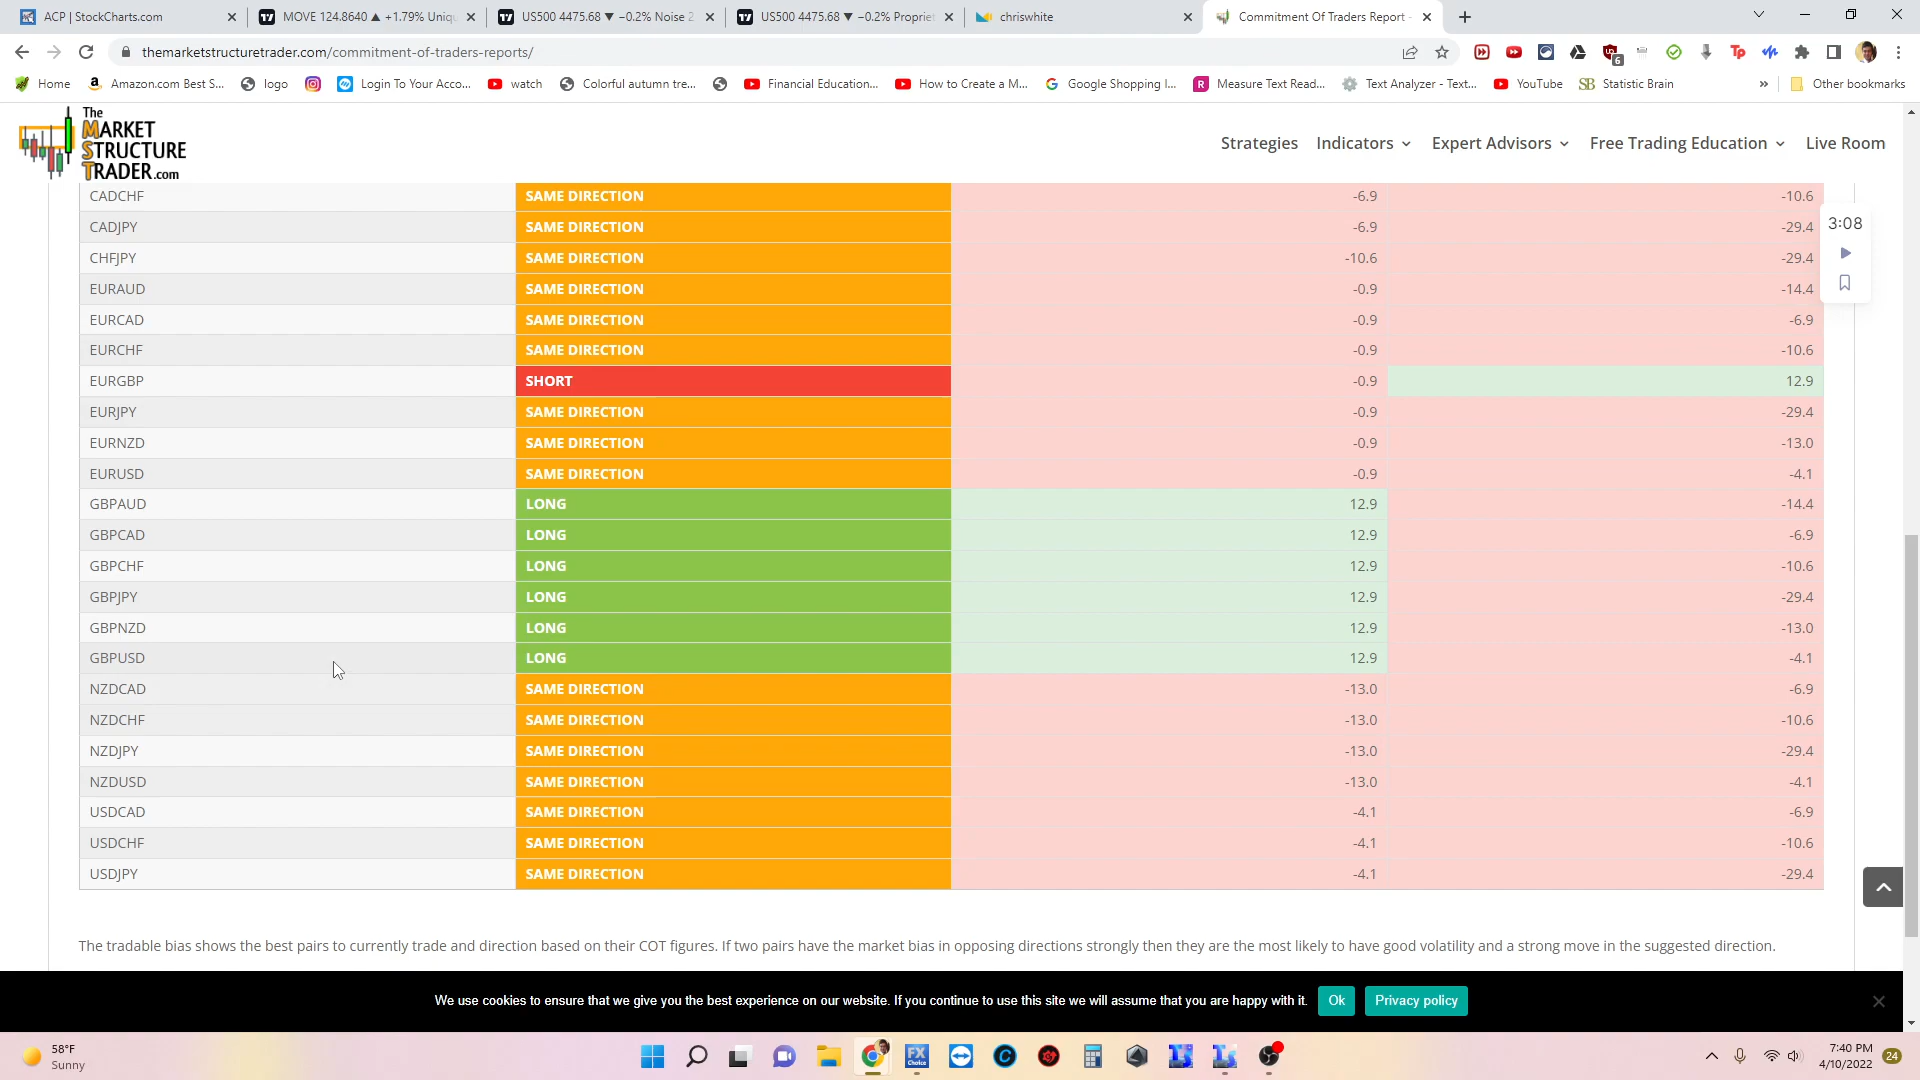 ACP | StockCharts.com
MOVE 124.8640 ▲ +1.79% Uniq
US500 4475.68 ▼ −0.2% Noise 2
US500 4475.68 ▼ −0.2% Propriet
chriswhite
Commitment Of Traders Report -
themarketstructuretrader.com/commitment-of-traders-reports/
6
Home
Amazon.com Best S...
logo
Login To Your Acco...
watch
Colorful autumn tre...
Financial Education...
How to Create a M...
Google Shopping I...
Measure Text Read...
Text Analyzer - Text...
YouTube
SB Statistic Brain
»
Other bookmarks
The
MARKET
STRUCTURE
TRADER.com
Strategies
Indicators
Expert Advisors
Free Trading Education
Live Room
CADCHF SAME DIRECTION -6.9 -10.6
CADJPY SAME DIRECTION -6.9 -29.4
CHFJPY SAME DIRECTION -10.6 -29.4
EURAUD SAME DIRECTION -0.9 -14.4
EURCAD SAME DIRECTION -0.9 -6.9
EURCHF SAME DIRECTION -0.9 -10.6
EURGBP SHORT -0.9 12.9
EURJPY SAME DIRECTION -0.9 -29.4
EURNZD SAME DIRECTION -0.9 -13.0
EURUSD SAME DIRECTION -0.9 -4.1
GBPAUD LONG 12.9 -14.4
GBPCAD LONG 12.9 -6.9
GBPCHF LONG 12.9 -10.6
GBPJPY LONG 12.9 -29.4
GBPNZD LONG 12.9 -13.0
GBPUSD LONG 12.9 -4.1
NZDCAD SAME DIRECTION -13.0 -6.9
NZDCHF SAME DIRECTION -13.0 -10.6
NZDJPY SAME DIRECTION -13.0 -29.4
NZDUSD SAME DIRECTION -13.0 -4.1
USDCAD SAME DIRECTION -4.1 -6.9
USDCHF SAME DIRECTION -4.1 -10.6
USDJPY SAME DIRECTION -4.1 -29.4
3:08
The tradable bias shows the best pairs to currently trade and direction based on their COT figures. If two pairs have the market bias in opposing directions strongly then they are the most likely to have good volatility and a strong move in the suggested direction.
We use cookies to ensure that we give you the best experience on our website. If you continue to use this site we will assume that you are happy with it.
Ok
Privacy policy
58°F
Sunny
FX
Choice
7:40 PM
4/10/2022
24